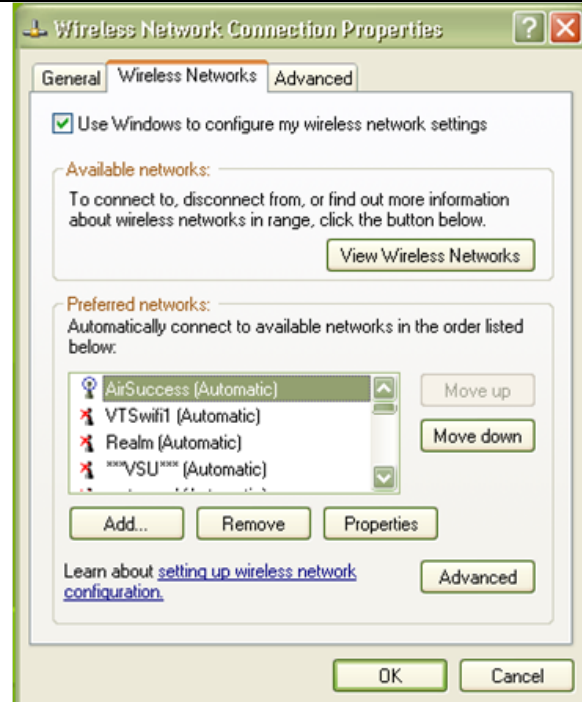 Wireless Network Connection Properties
General Wireless Networks Advanced
Use Windows to configure my wireless network settings
Available networks:
To connect to, disconnect from, or find out more information
about wireless networks in range, click the button below.
View Wireless Networks
Preferred networks:
Automatically connect to available networks in the order listed
below:
AirSuccess (Automatic)
VTSwifi1 (Automatic)
Realm (Automatic)
***VSU*** (Automatic)
Move up
Move down
Add... Remove Properties
Learn about setting up wireless network
configuration.
Advanced
OK Cancel